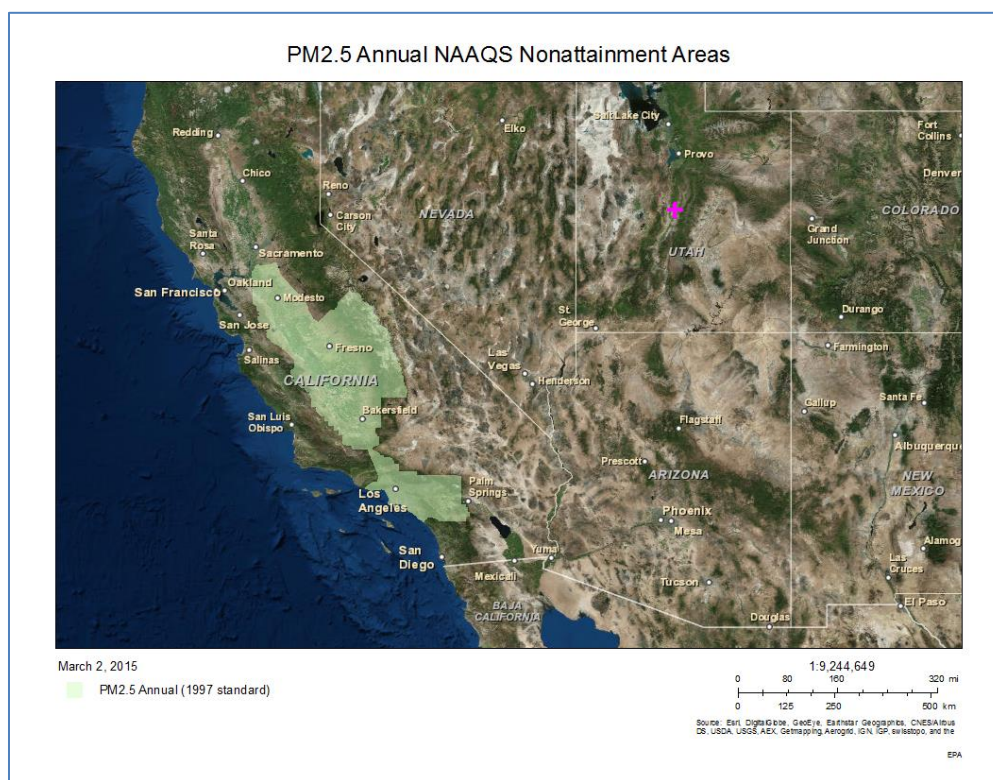 PM2.5 Annual NAAQS Nonattainment Areas
Redding
Elko
Salt Lake City
Fort
Collins
Provo
Denver
Chico
Reno
Carson
City
NEVADA
UTAH
Grand
Junction
COLORADO
Santa
Rosa
Sacramento
Oakland
San Francisco
Modesto
San Jose
Salinas
Fresno
CALIFORNIA
St.
George
Durango
Farmington
Las
Vegas
Henderson
San Luis
Obispo
Bakersfield
Flagstaff
Gallup
Santa Fe
Albuquerque
Prescott
ARIZONA
NEW
MEXICO
Los
Angeles
Palm
Springs
Phoenix
Mesa
San
Diego
Mexicali
Yuma
Tucson
Alamog
Las
Cruces
El Paso
BAJA
CALIFORNIA
Douglas
March 2, 2015
PM2.5 Annual (1997 standard)
1:9,244,649
0 80 160 320 mi
0 125 250 500 km
Source: Esri, DigitalGlobe, GeoEye, Earthstar Geographics, CNES/Airbus
DS, USDA, USGS, AEX, Getmapping, Aerogrid, IGN, IGP, swisstopo, and the
EPA